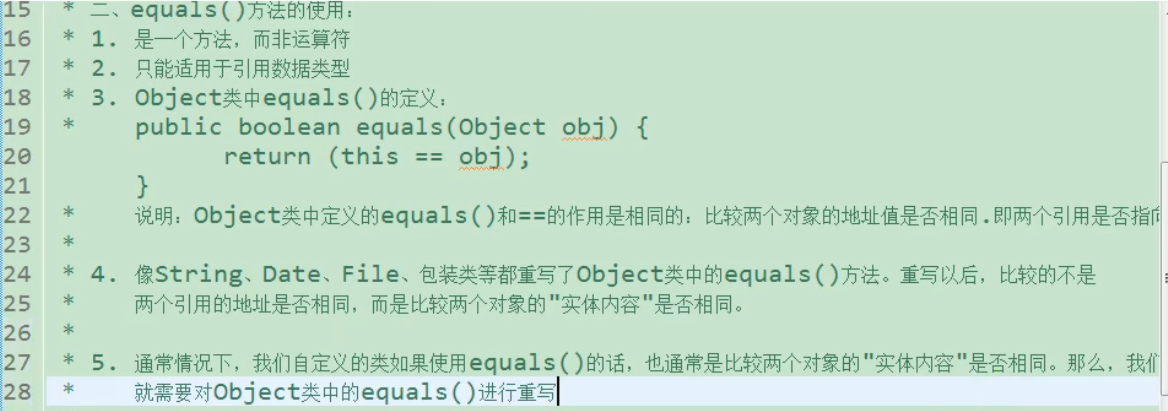 15 * 二、equals()方法的使用：
16 * 1. 是一个方法，而非运算符
17 * 2. 只能适用于引用数据类型
18 * 3. Object类中equals()的定义：
19 * public boolean equals(Object obj) {
20 return (this == obj);
21 }
22 * 说明：Object类中定义的equals()和==的作用是相同的：比较两个对象的地址值是否相同.即两个引用是否指向
23 *
24 * 4. 像String、Date、File、包装类等都重写了Object类中的equals()方法。重写以后，比较的不是
25 * 两个引用的地址是否相同，而是比较两个对象的"实体内容"是否相同。
26 *
27 * 5. 通常情况下，我们自定义的类如果使用equals()的话，也通常是比较两个对象的"实体内容"是否相同。那么，我们
28 * 就需要对Object类中的equals()进行重写